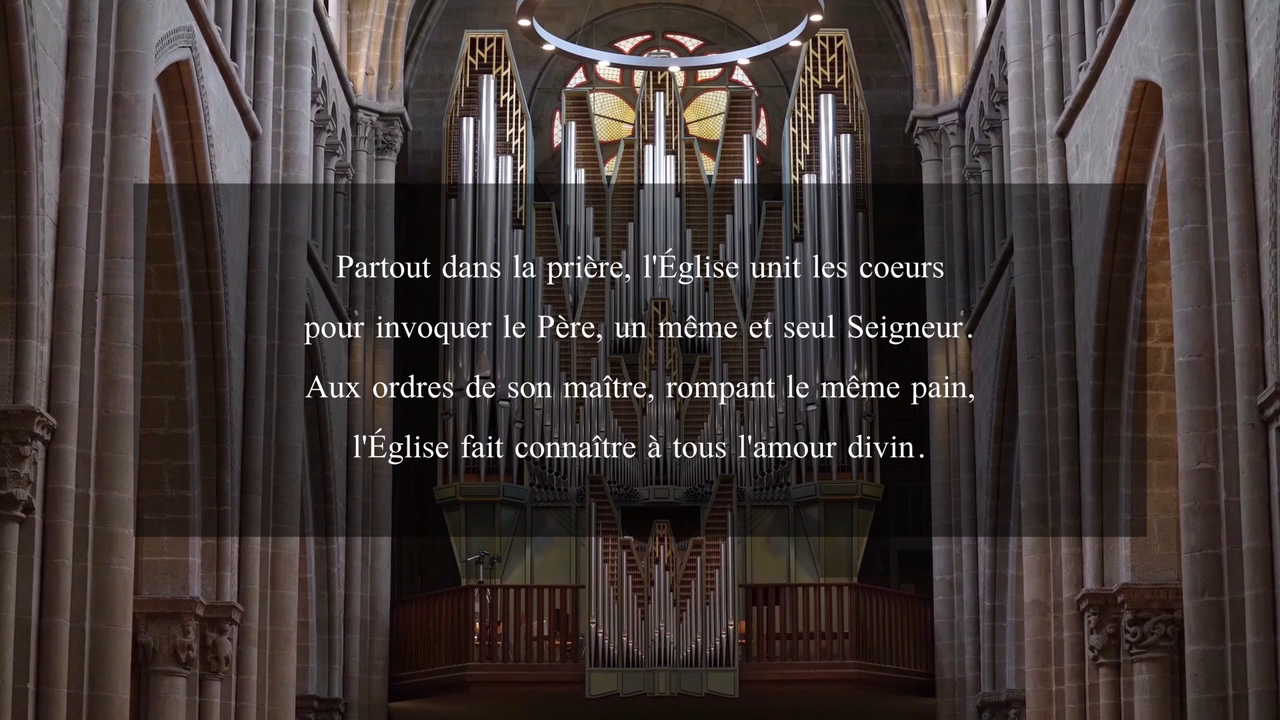 Partout dans la prière, l'Église unit les coeurs
pour invoquer le Père, un même et seul Seigneur.
Aux ordres de son maître, rompant le même pain,
l'Église fait connaître à tous l'amour divin.